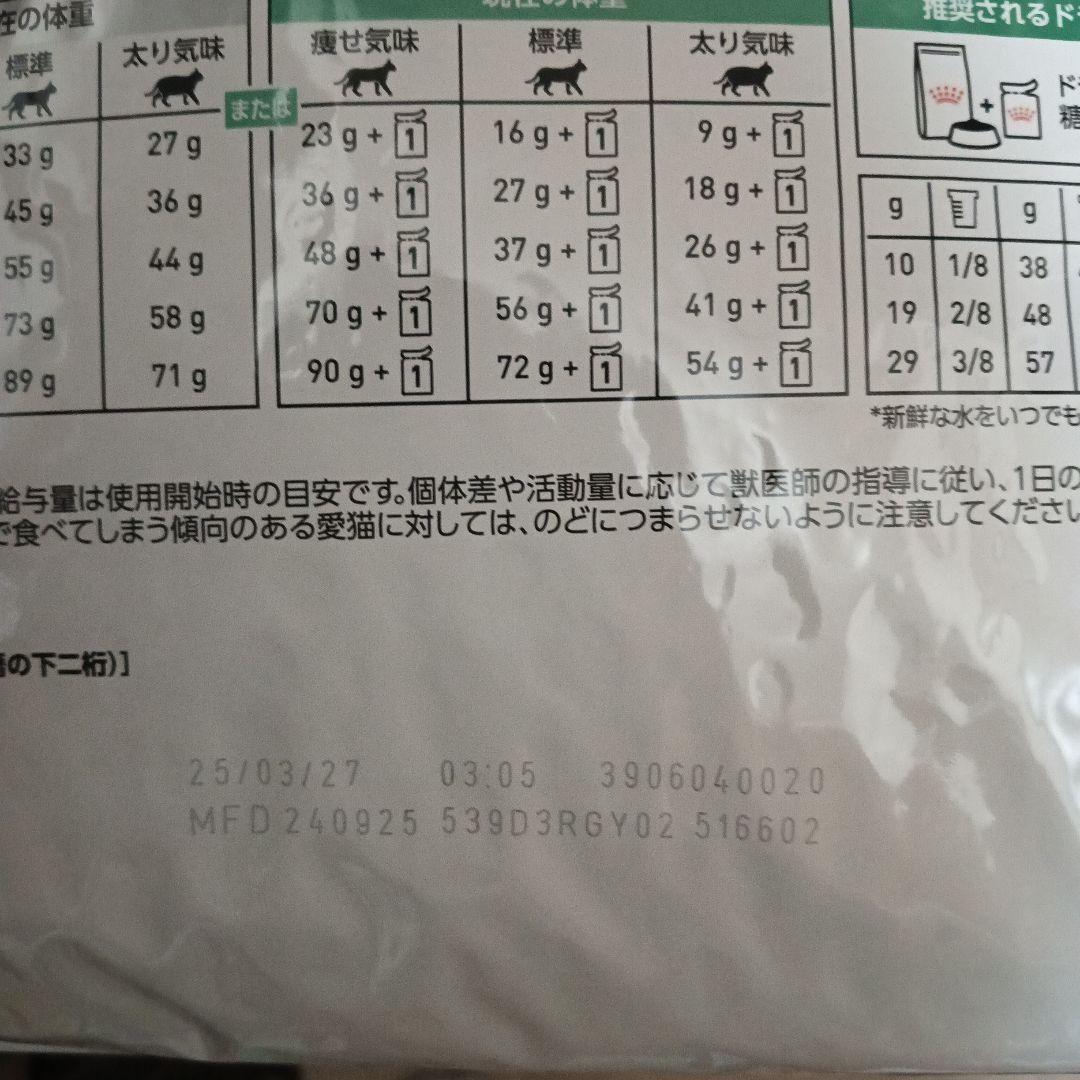 在の体重
現在の体重
推奨されるド
標準 太り気味
または
痩せ気味 標準 太り気味
33 g 27 g 23 g + 1 16 g + 1 9 g + 1
45 g 36 g 36 g + 1 27 g + 1 18 g + 1
55 g 44 g 48 g + 1 37 g + 1 26 g + 1
73 g 58 g 70 g + 1 56 g + 1 41 g + 1
89 g 71 g 90 g + 1 72 g + 1 54 g + 1
+
ド
糖
g g
10 1/8 38
19 2/8 48
29 3/8 57
*新鮮な水をいつでも
給与量は使用開始時の目安です。個体差や活動量に応じて獣医師の指導に従い、1日の
で食べてしまう傾向のある愛猫に対しては、のどにつまらせないように注意してください
の下二桁)]
25/03/27 03:05 3906040020
MFD 240925 539D3RGY02 516602